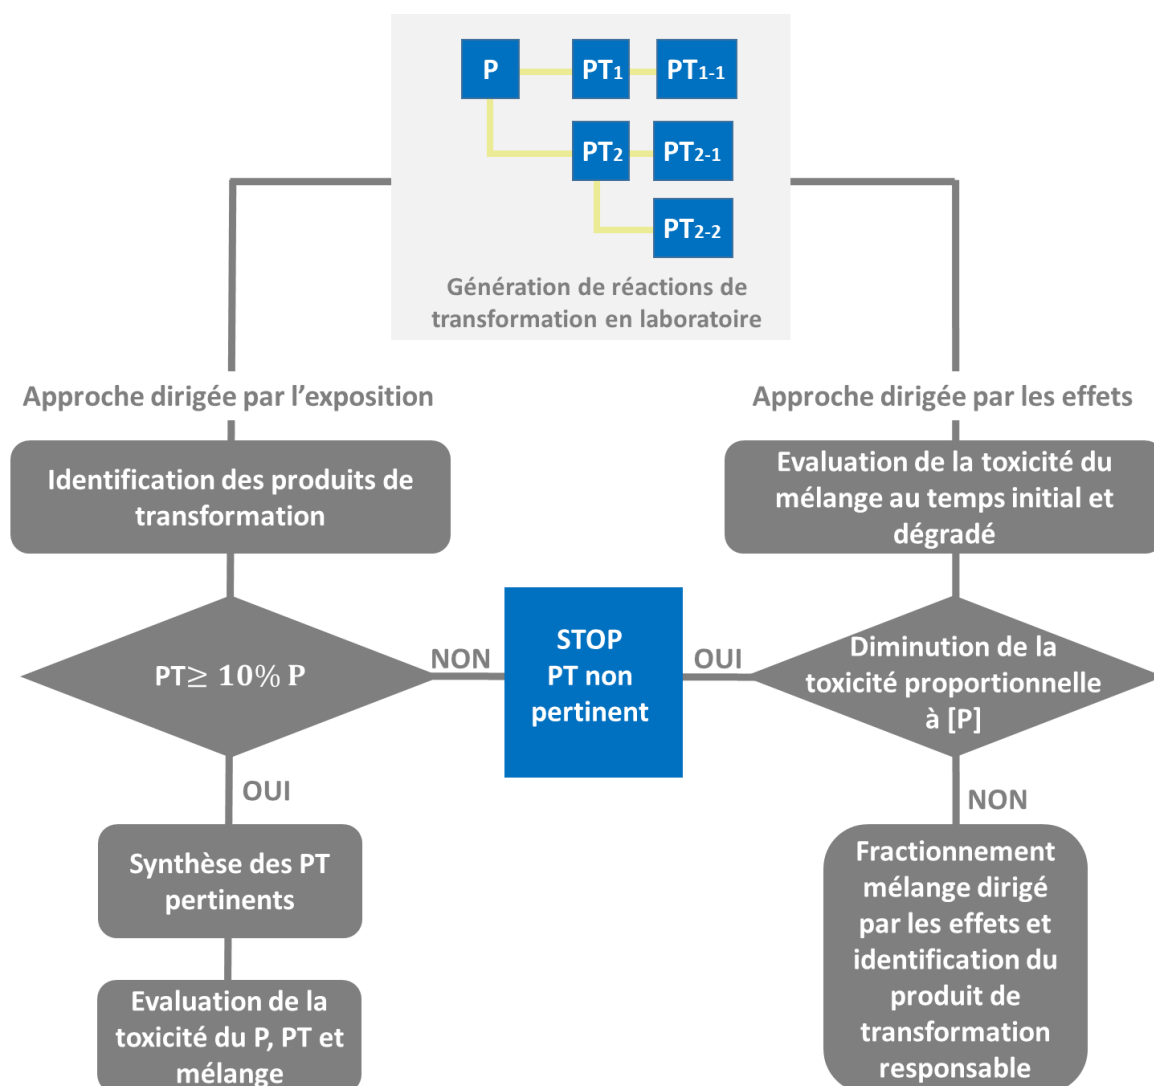 P
PT1
PT1-1
PT2
PT2-1
PT2-2
Génération de réactions de
transformation en laboratoire
Approche dirigée par l'exposition
Approche dirigée par les effets
Identification des produits de
transformation
Evaluation de la toxicité du
mélange au temps initial et
dégradé
PT≥ 10% P
NON
STOP
PT non
pertinent
OUI
Diminution de la
toxicité proportionnelle
à [P]
OUI
NON
Synthèse des PT
pertinents
Evaluation de la
toxicité du P, PT et
mélange
Fractionnement
mélange dirigé
par les effets et
identification du
produit de
transformation
responsable